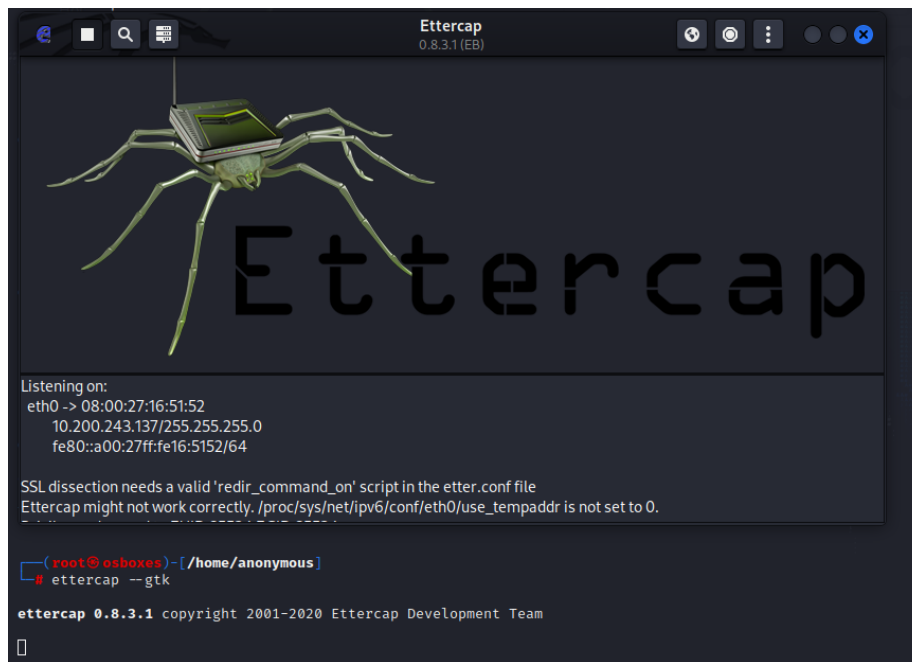 Ettercap
0.8.3.1 (EB)
Ettercap
Listening on:
eth0 -> 08:00:27:16:51:52
10.200.243.137/255.255.255.0
fe80::a00:27ff:fe16:5152/64
SSL dissection needs a valid 'redir_command_on' script in the etter.conf file
Ettercap might not work correctly. /proc/sys/net/ipv6/conf/eth0/use_tempaddr is not set to 0.
┌──(root㉿osboxes)-[/home/anonymous]
└─# ettercap --gtk
ettercap 0.8.3.1 copyright 2001-2020 Ettercap Development Team